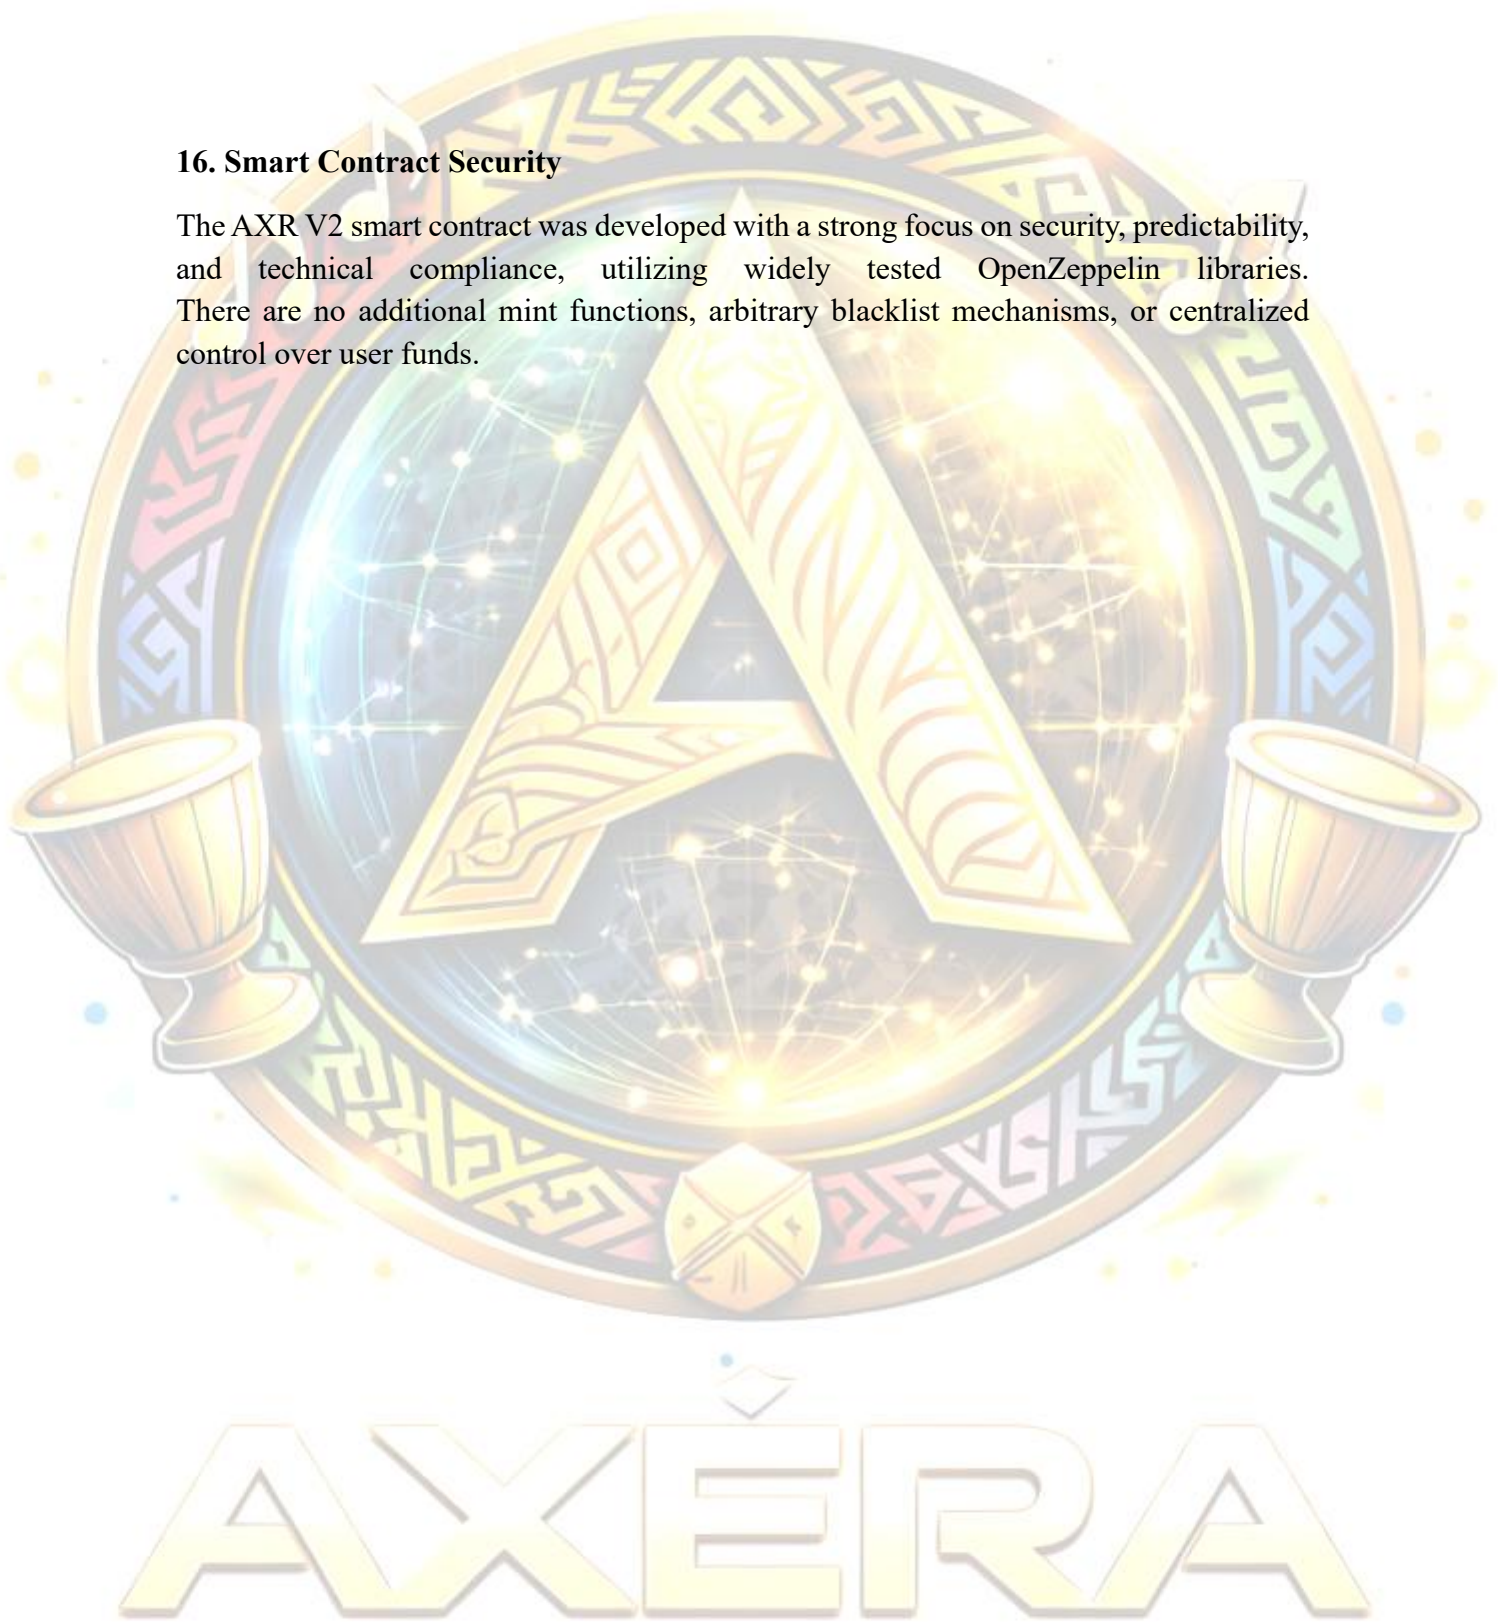 16. Smart Contract Security
The AXR V2 smart contract was developed with a strong focus on security, predictability,
and technical compliance, utilizing widely tested OpenZeppelin libraries.
There are no additional mint functions, arbitrary blacklist mechanisms, or centralized
control over user funds.
AXÉRA